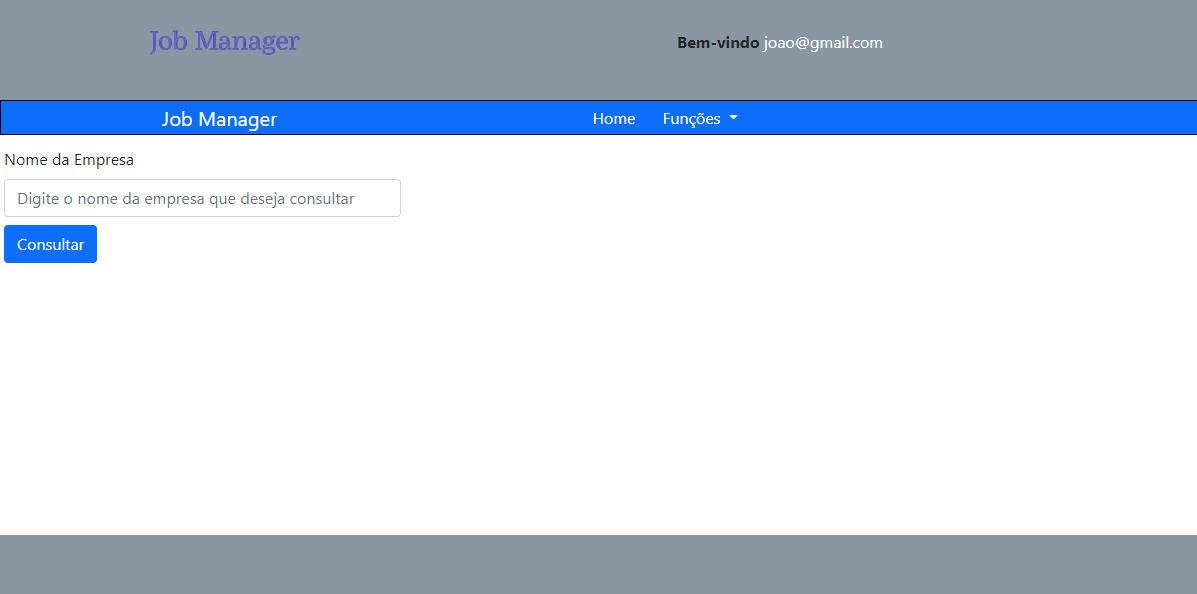 Job Manager
Bem-vindo joao@gmail.com
Job Manager
Home
Funções
Nome da Empresa
Digite o nome da empresa que deseja consultar
Consultar